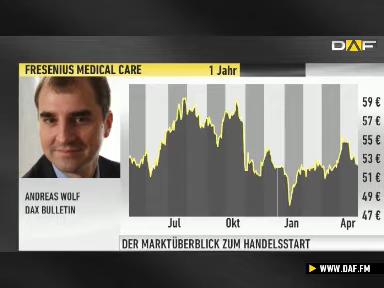 DAF
FRESENIUS MEDICAL CARE
1 Jahr
59 €
57 €
55 €
53 €
51 €
49 €
47 €
Jul
Okt
Jan
Apr
ANDREAS WOLF
DAX BULLETIN
DER MARKTÜBERBLICK ZUM HANDELSSTART
WWW.DAF.FM